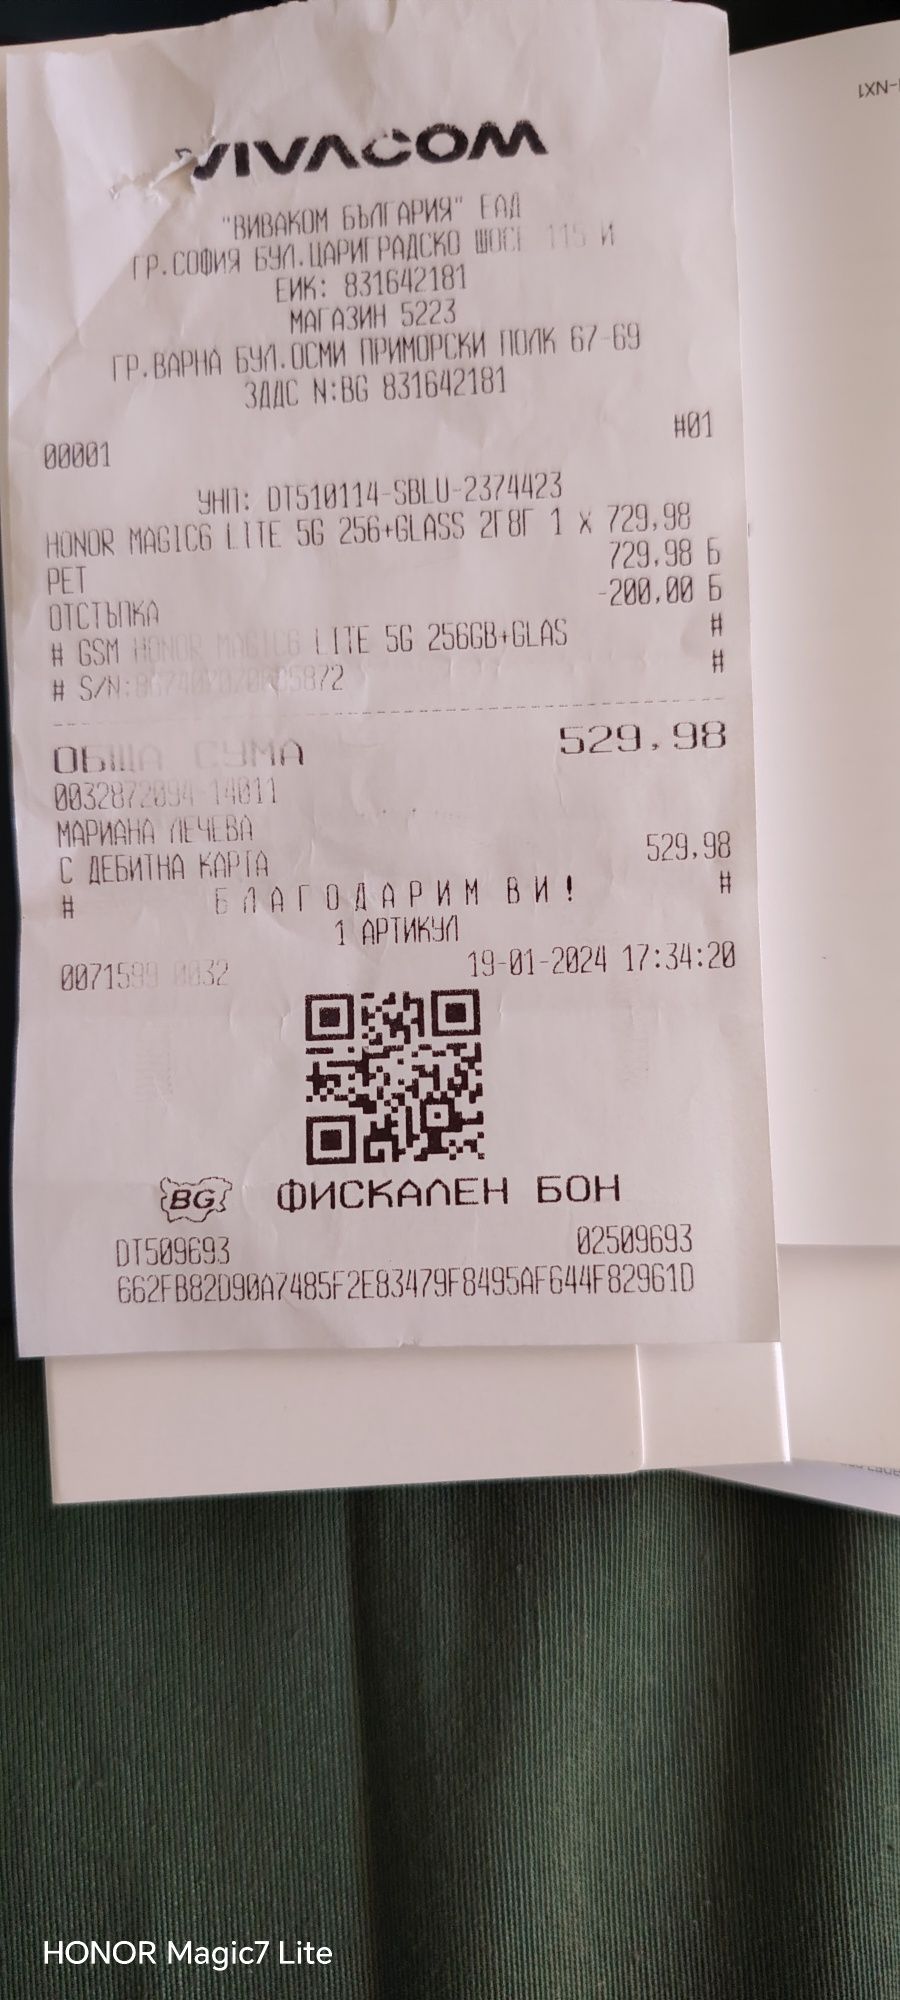 VIVACOM
"ВИВАКОМ БЪЛГАРИЯ" ЕАД
ГР.СОФИЯ БУЛ.ЦАРИГРАДСКО ШОСЕ 115 И
ЕИК: 831642181
МАГАЗИН 5223
ГР.ВАРНА БУЛ.ОСМИ ПРИМОРСКИ ПОЛК 67-69
ЗДДС N:BG 831642181
00001 #01
УНП: DT510114-SBLU-2374423
HONOR MAGIC6 LITE 5G 256+GLASS 2Г8Г 1 x 729,98
РЕТ 729,98 Б
ОТСТЪПКА -200,00 Б
# GSM HONOR MAGIC6 LITE 5G 256GB+GLAS #
# S/N: #
ОБЩА СУМА 529,98
0032872094 14011
МАРИАНА ЛЕЧЕВА
С ДЕБИТНА КАРТА 529,98
# БЛАГОДАРИМ ВИ! #
1 АРТИКУЛ
0071599 0032 19-01-2024 17:34:20
BG ФИСКАЛЕН БОН
DT509693 02509693
662FB82D90A7485F2E83479F8495AF644F82961D
HONOR Magic7 Lite